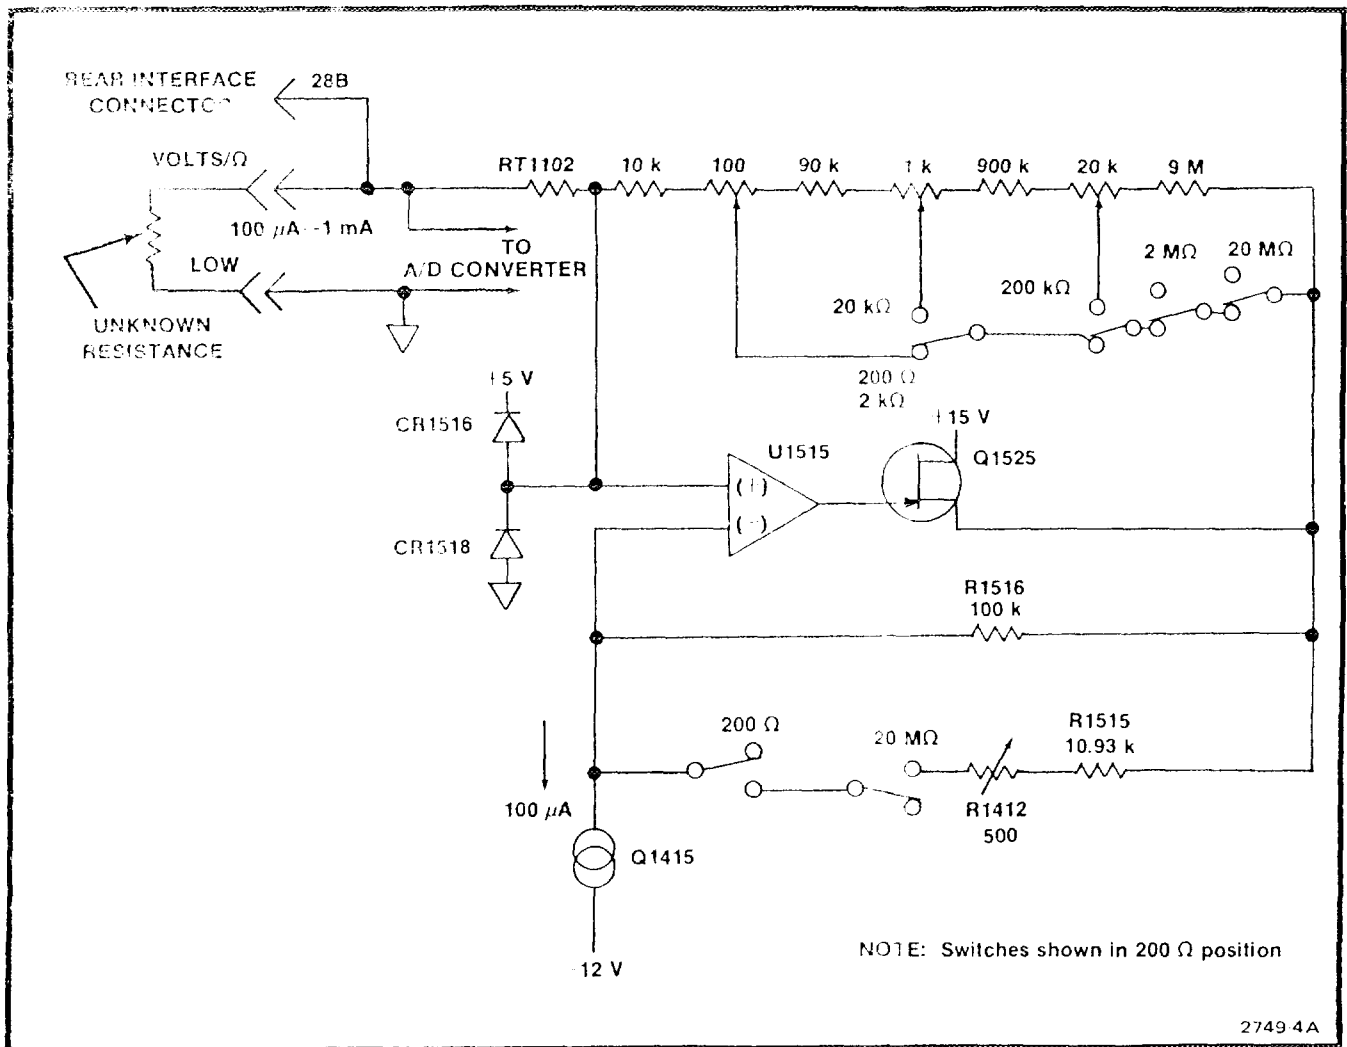 REAR INTERFACE
CONNECTOR
28B
VOLTS/Ω
100 μA--1 mA
LOW
UNKNOWN
RESISTANCE
TO
A/D CONVERTER
RT1102
10 k
100
90 k
1 k
900 k
20 k
9 M
20 kΩ
200 kΩ
2 MΩ
20 MΩ
200 Ω
2 kΩ
+5 V
CR1516
CR1518
U1515
(+)
(-)
+15 V
Q1525
R1516
100 k
200 Ω
20 MΩ
R1412
500
R1515
10.93 k
100 μA
Q1415
12 V
NOTE: Switches shown in 200 Ω position
2749-4A